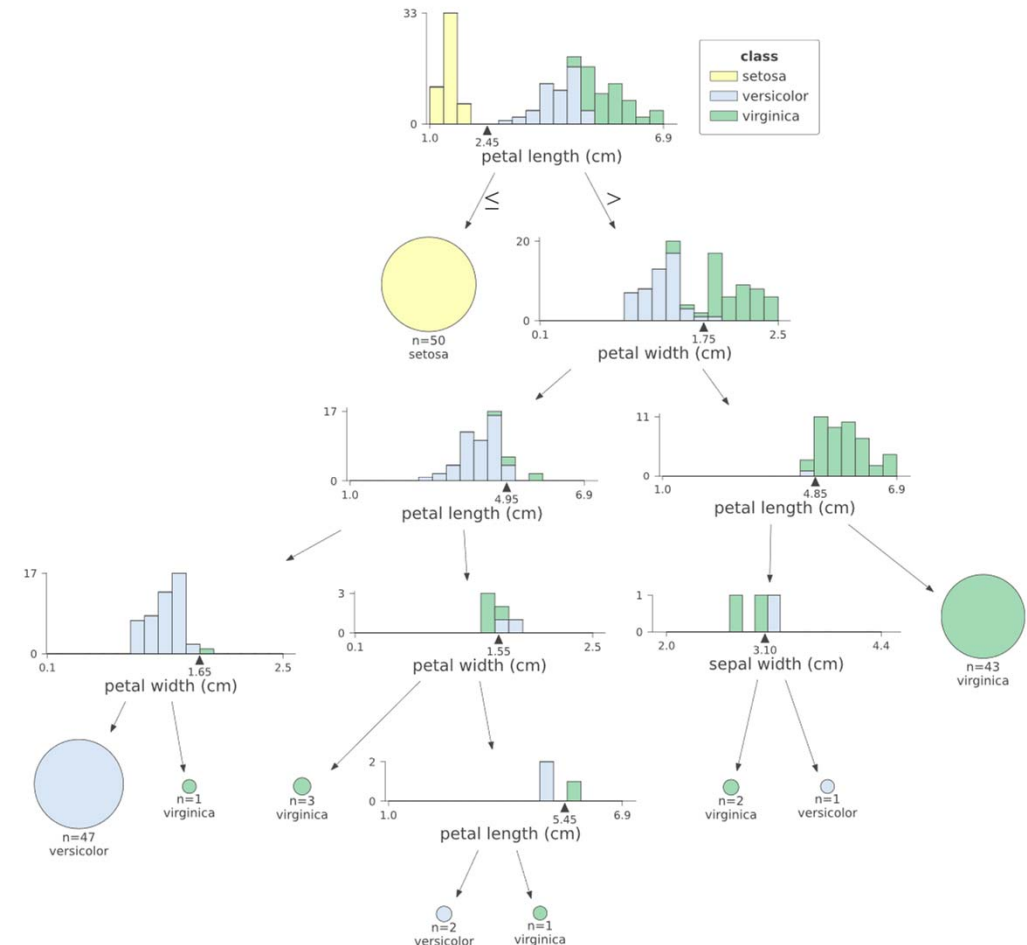 33
0
1.0
2.45
6.9
petal length (cm)
class
setosa
versicolor
virginica
≤
>
n=50
setosa
20
0
0.1
1.75
2.5
petal width (cm)
17
0
1.0
4.95
6.9
petal length (cm)
11
0
1.0
4.85
6.9
petal length (cm)
17
0
0.1
1.65
2.5
petal width (cm)
3
0
0.1
1.55
2.5
petal width (cm)
1
0
2.0
3.10
4.4
sepal width (cm)
n=43
virginica
n=47
versicolor
n=1
virginica
n=3
virginica
2
0
1.0
5.45
6.9
petal length (cm)
n=2
virginica
n=1
versicolor
n=2
versicolor
n=1
virginica